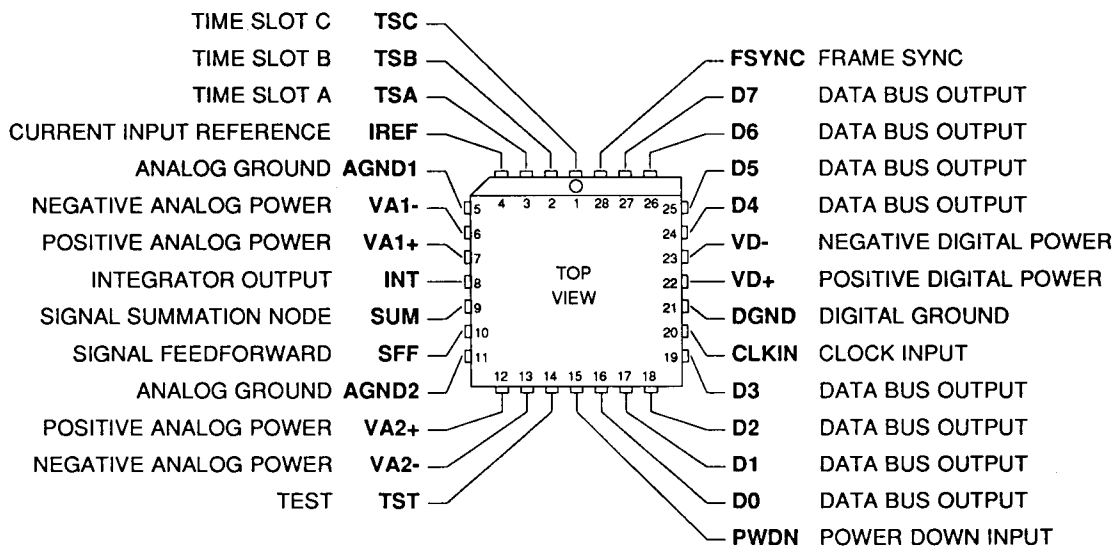 TIME SLOT C TSC
TIME SLOT B TSB
TIME SLOT A TSA
CURRENT INPUT REFERENCE IREF
ANALOG GROUND AGND1
NEGATIVE ANALOG POWER VA1-
POSITIVE ANALOG POWER VA1+
INTEGRATOR OUTPUT INT
SIGNAL SUMMATION NODE SUM
SIGNAL FEEDFORWARD SFF
ANALOG GROUND AGND2
POSITIVE ANALOG POWER VA2+
NEGATIVE ANALOG POWER VA2-
TEST TST
4 3 2 1 28 27 26
5
6
7
8
9
10
11
TOP
VIEW
25
24
23
22
21
20
19
12 13 14 15 16 17 18
FSYNC FRAME SYNC
D7 DATA BUS OUTPUT
D6 DATA BUS OUTPUT
D5 DATA BUS OUTPUT
D4 DATA BUS OUTPUT
VD- NEGATIVE DIGITAL POWER
VD+ POSITIVE DIGITAL POWER
DGND DIGITAL GROUND
CLKIN CLOCK INPUT
D3 DATA BUS OUTPUT
D2 DATA BUS OUTPUT
D1 DATA BUS OUTPUT
D0 DATA BUS OUTPUT
PWDN POWER DOWN INPUT